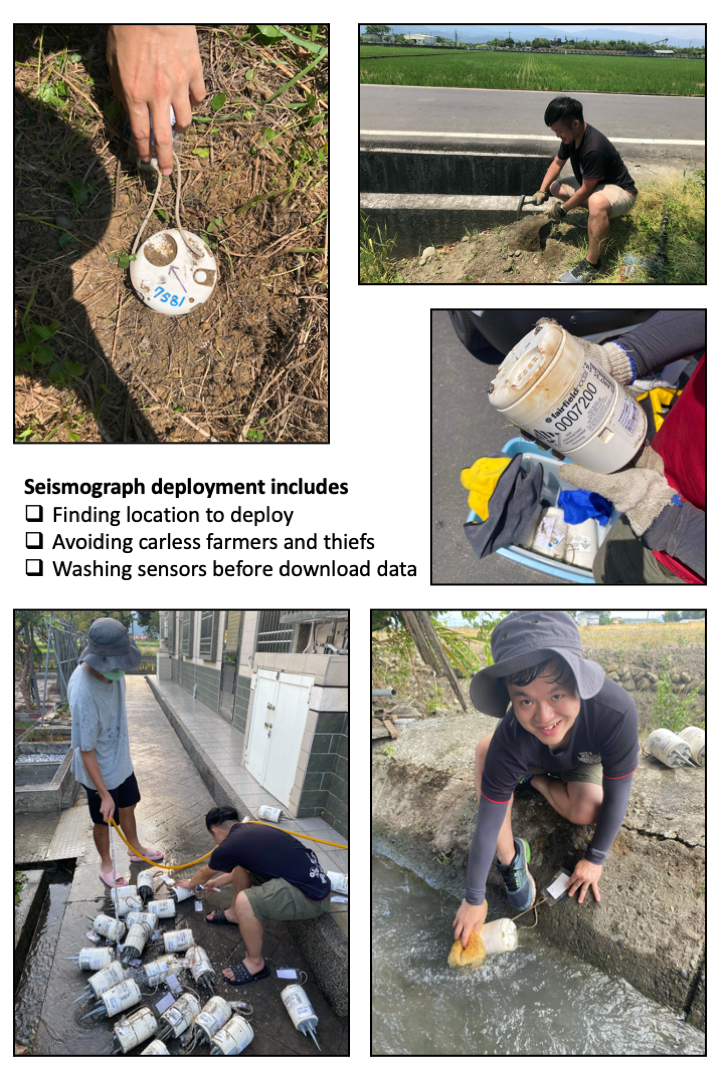 7581
fairfield
0007200
Seismograph deployment includes
Finding location to deploy
Avoiding carless farmers and thiefs
Washing sensors before download data